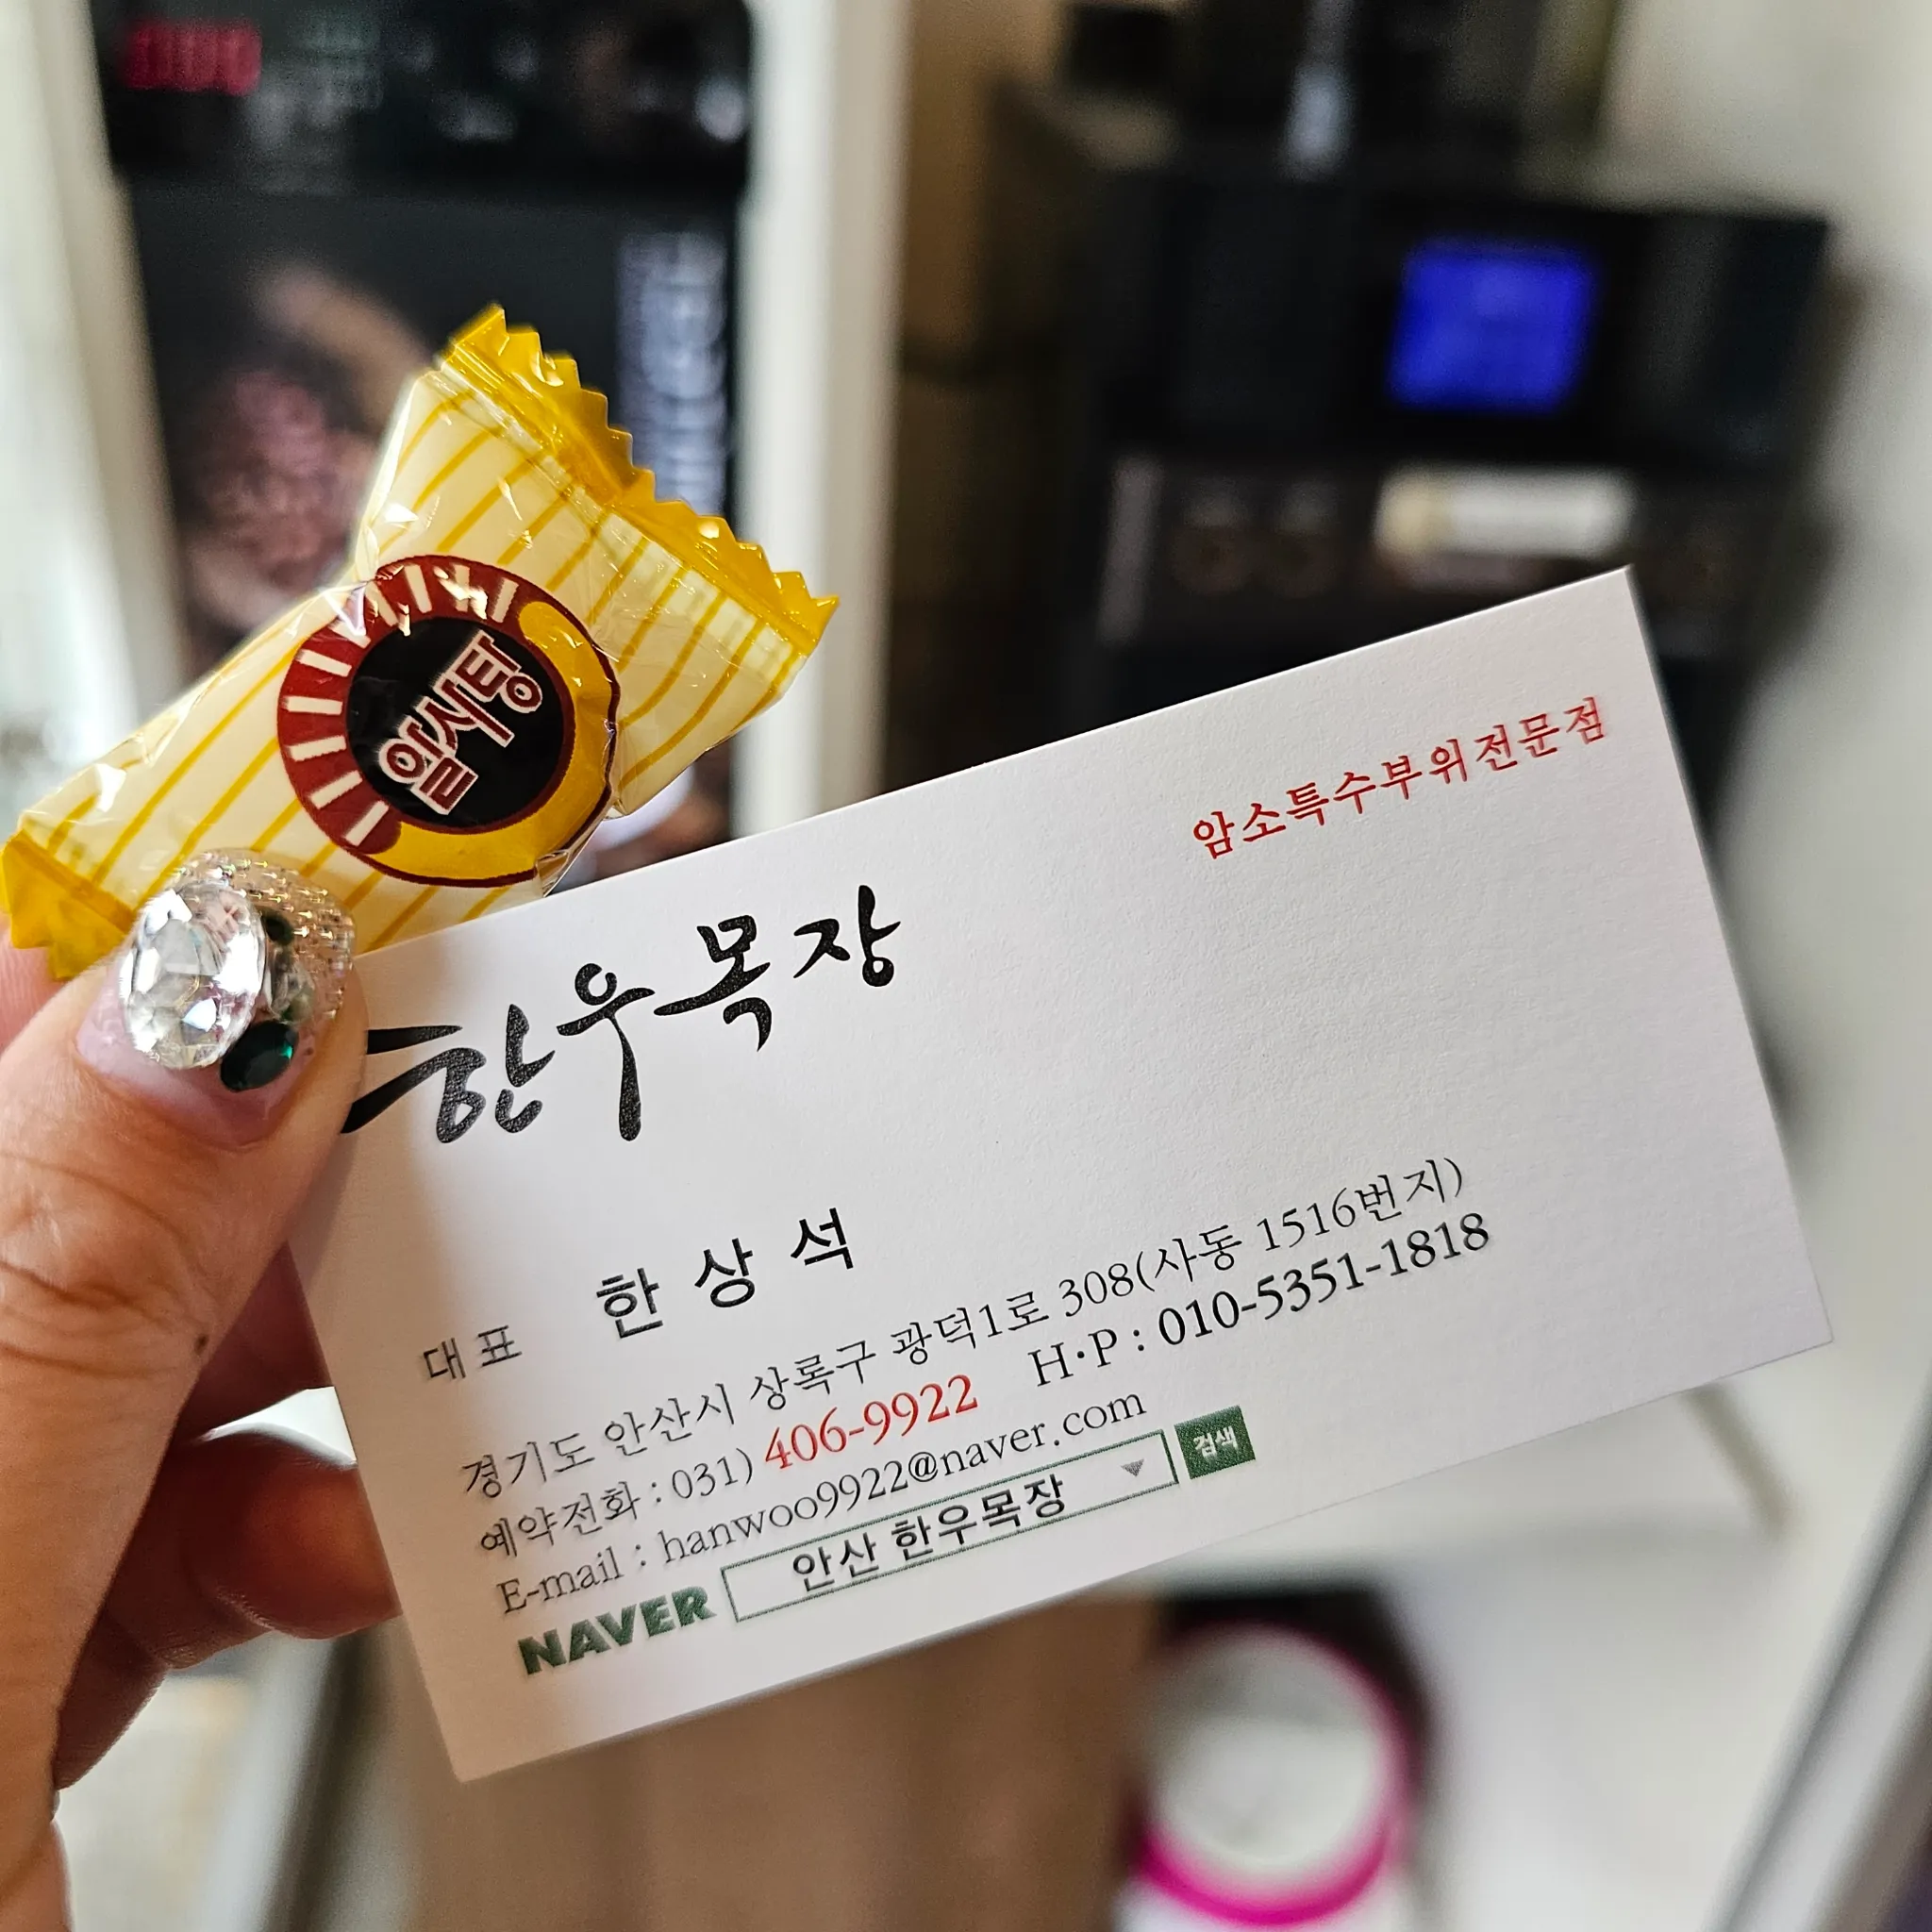 알사탕
암소특수부위전문점
한우목장
대표 한상석
경기도 안산시 상록구 광덕1로 308(사동 1516번지)
예약전화 : 031) 406-9922 H·P : 010-5351-1818
E-mail : hanwoo9922@naver.com
NAVER 안산 한우목장 검색